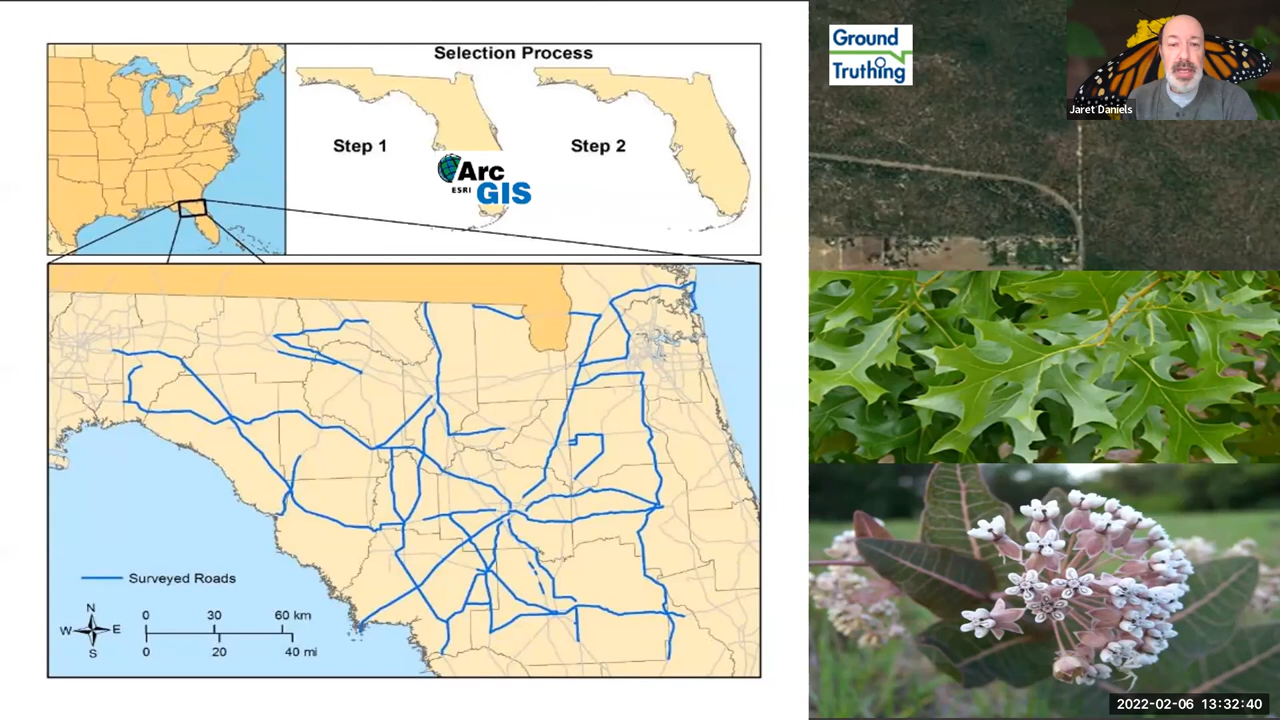 Selection Process
Step 1
Step 2
Arc
ESRI GIS
Surveyed Roads
N
W E
S
0 30 60 km
0 20 40 mi
Ground
Truthing
Jaret Daniels
2022-02-06 13:32:40